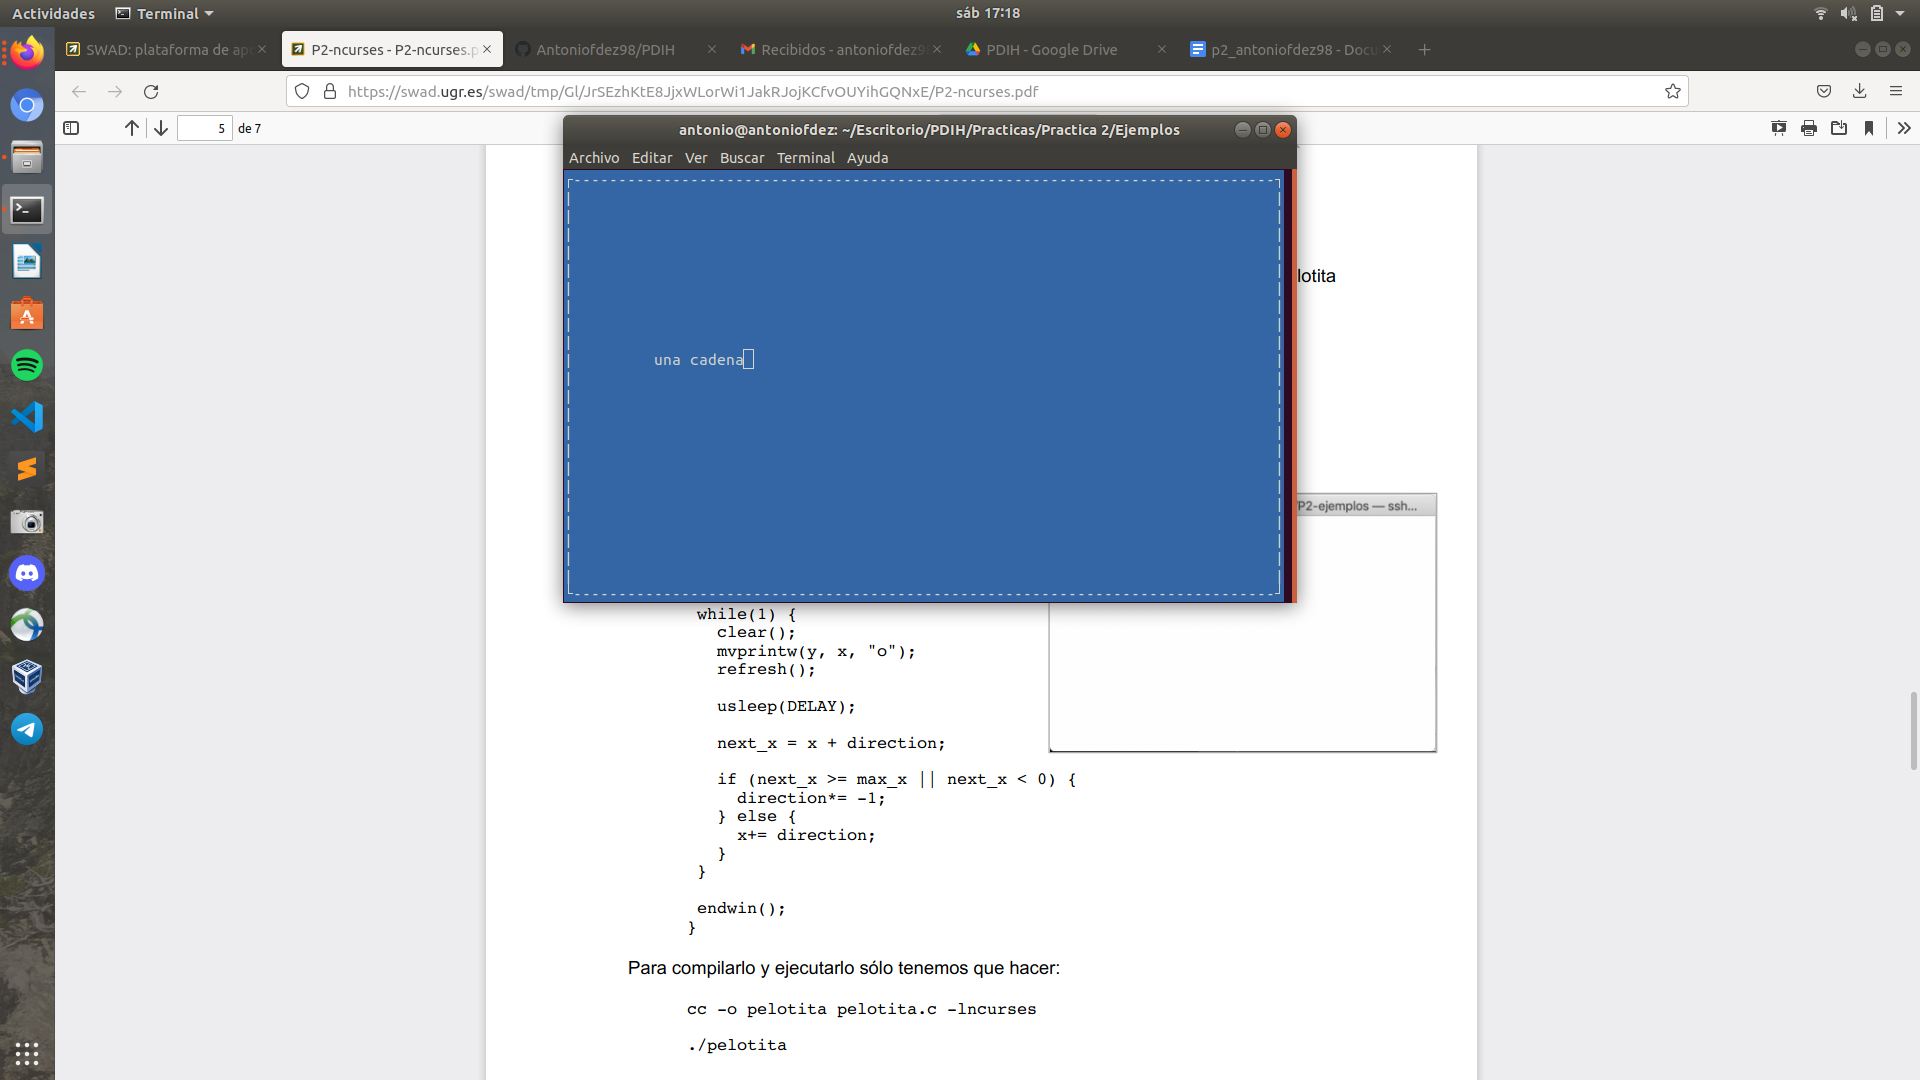 Actividades
Terminal
sáb 17:18
SWAD: plataforma de ap
P2-ncurses - P2-ncurses.p
Antoniofdez98/PDIH
Recibidos - antoniofdez9
PDIH - Google Drive
p2_antoniofdez98 - Docu
https://swad.ugr.es/swad/tmp/Gl/JrSEzhKtE8JjxWLorWi1JakRJojKCfvOUYihGQNxE/P2-ncurses.pdf
5 de 7
antonio@antoniofdez: ~/Escritorio/PDIH/Practicas/Practica 2/Ejemplos
Archivo Editar Ver Buscar Terminal Ayuda
lotita
una cadena
/P2-ejemplos — ssh...
while(1) {
clear();
mvprintw(y, x, "o");
refresh();
usleep(DELAY);
next_x = x + direction;
if (next_x >= max_x || next_x < 0) {
direction*= -1;
} else {
x+= direction;
}
}
endwin();
}
Para compilarlo y ejecutarlo sólo tenemos que hacer:
cc -o pelotita pelotita.c -lncurses
./pelotita